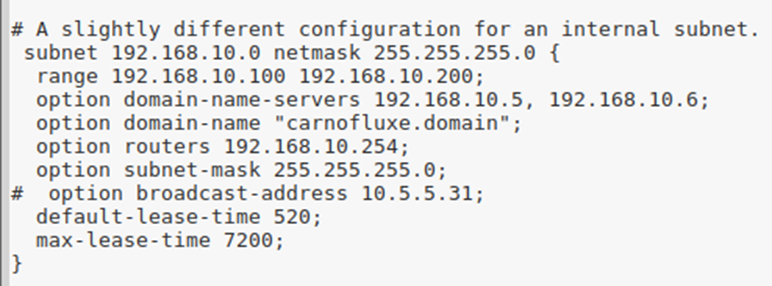 # A slightly different configuration for an internal subnet.
 subnet 192.168.10.0 netmask 255.255.255.0 {
  range 192.168.10.100 192.168.10.200;
  option domain-name-servers 192.168.10.5, 192.168.10.6;
  option domain-name "carnofluxe.domain";
  option routers 192.168.10.254;
  option subnet-mask 255.255.255.0;
#  option broadcast-address 10.5.5.31;
  default-lease-time 520;
  max-lease-time 7200;
}